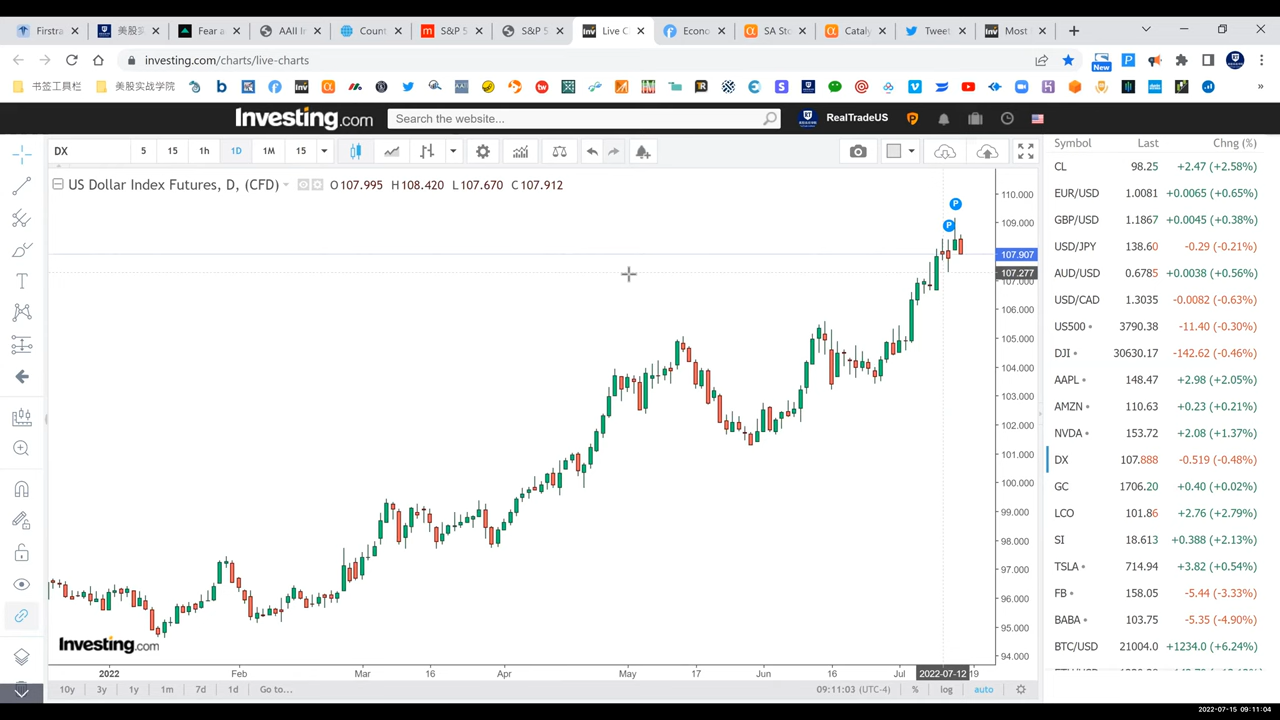 Firstra
美股实
Fear a
AAII In
Count
S&P 5
S&P 5
Inv Live C
Econo
SA Sto
Cataly
Tweet
Inv Most
investing.com/charts/live-charts
New
书签工具栏
美股实战学院
Investing.com
Search the website...
RealTradeUS
DX 5 15 1h 1D 1M 15
US Dollar Index Futures, D, (CFD) O107.995 H108.420 L107.670 C107.912
P
P
110.000
109.000
107.907
107.277
107.000
106.000
105.000
104.000
103.000
102.000
101.000
100.000
99.000
98.000
97.000
96.000
95.000
94.000
Investing.com
2022 Feb Mar 16 Apr May 17 Jun 16 Jul 2022-07-12 19
10y 3y 1y 1m 7d 1d Go to... 09:11:03 (UTC-4) % log auto
Symbol Last Chng (%)
CL 98.25 +2.47 (+2.58%)
EUR/USD 1.0081 +0.0065 (+0.65%)
GBP/USD 1.1867 +0.0045 (+0.38%)
USD/JPY 138.60 -0.29 (-0.21%)
AUD/USD 0.6785 +0.0038 (+0.56%)
USD/CAD 1.3035 -0.0082 (-0.63%)
US500 3790.38 -11.40 (-0.30%)
DJI 30630.17 -142.62 (-0.46%)
AAPL 148.47 +2.98 (+2.05%)
AMZN 110.63 +0.23 (+0.21%)
NVDA 153.72 +2.08 (+1.37%)
DX 107.888 -0.519 (-0.48%)
GC 1706.20 +0.40 (+0.02%)
LCO 101.86 +2.76 (+2.79%)
SI 18.613 +0.388 (+2.13%)
TSLA 714.94 +3.82 (+0.54%)
FB 158.05 -5.44 (-3.33%)
BABA 103.75 -5.35 (-4.90%)
BTC/USD 21004.0 +1234.0 (+6.24%)
2022-07-15 09:11:04